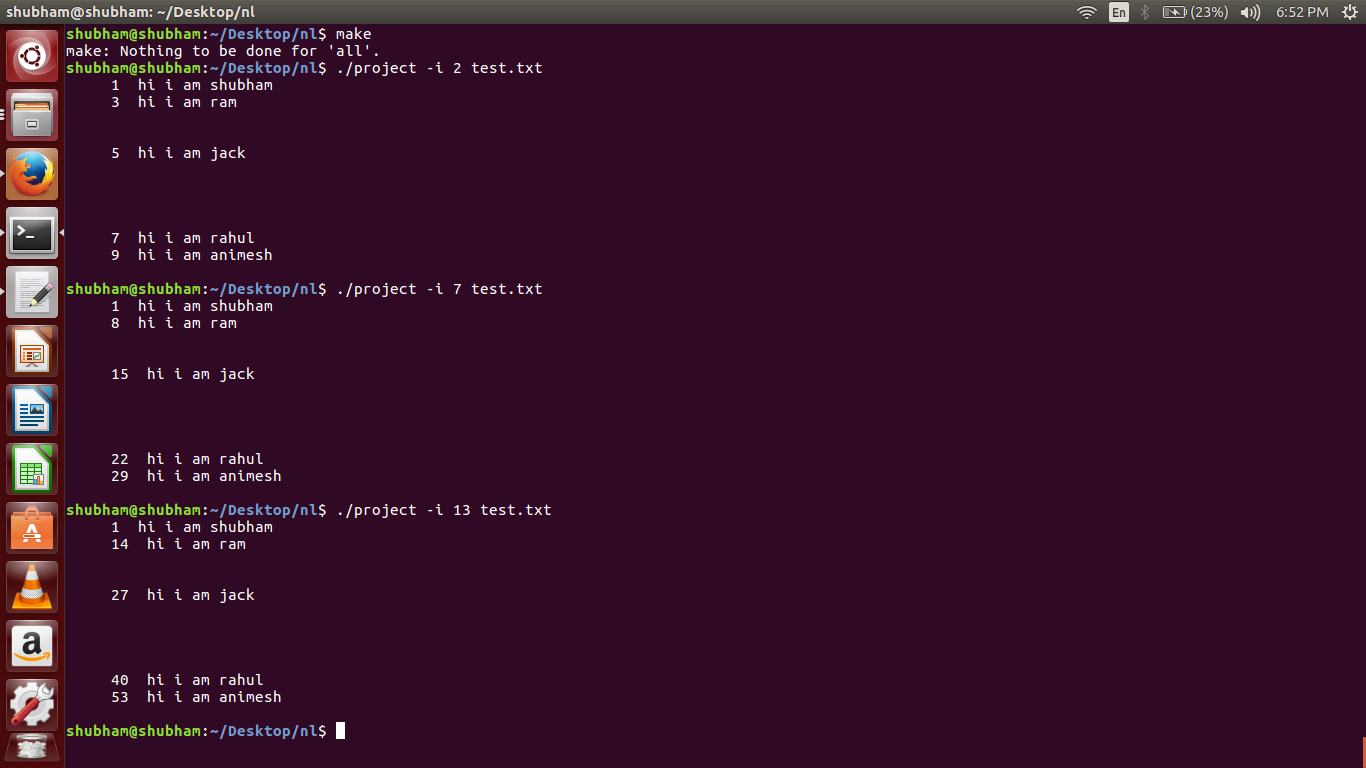 shubham@shubham: ~/Desktop/nl
En
(23%)
6:52 PM
shubham@shubham:~/Desktop/nl$ make
make: Nothing to be done for 'all'.
shubham@shubham:~/Desktop/nl$ ./project -i 2 test.txt
     1  hi i am shubham
     3  hi i am ram
     5  hi i am jack
     7  hi i am rahul
     9  hi i am animesh
shubham@shubham:~/Desktop/nl$ ./project -i 7 test.txt
     1  hi i am shubham
     8  hi i am ram
     15  hi i am jack
     22  hi i am rahul
     29  hi i am animesh
shubham@shubham:~/Desktop/nl$ ./project -i 13 test.txt
     1  hi i am shubham
     14  hi i am ram
     27  hi i am jack
     40  hi i am rahul
     53  hi i am animesh
shubham@shubham:~/Desktop/nl$